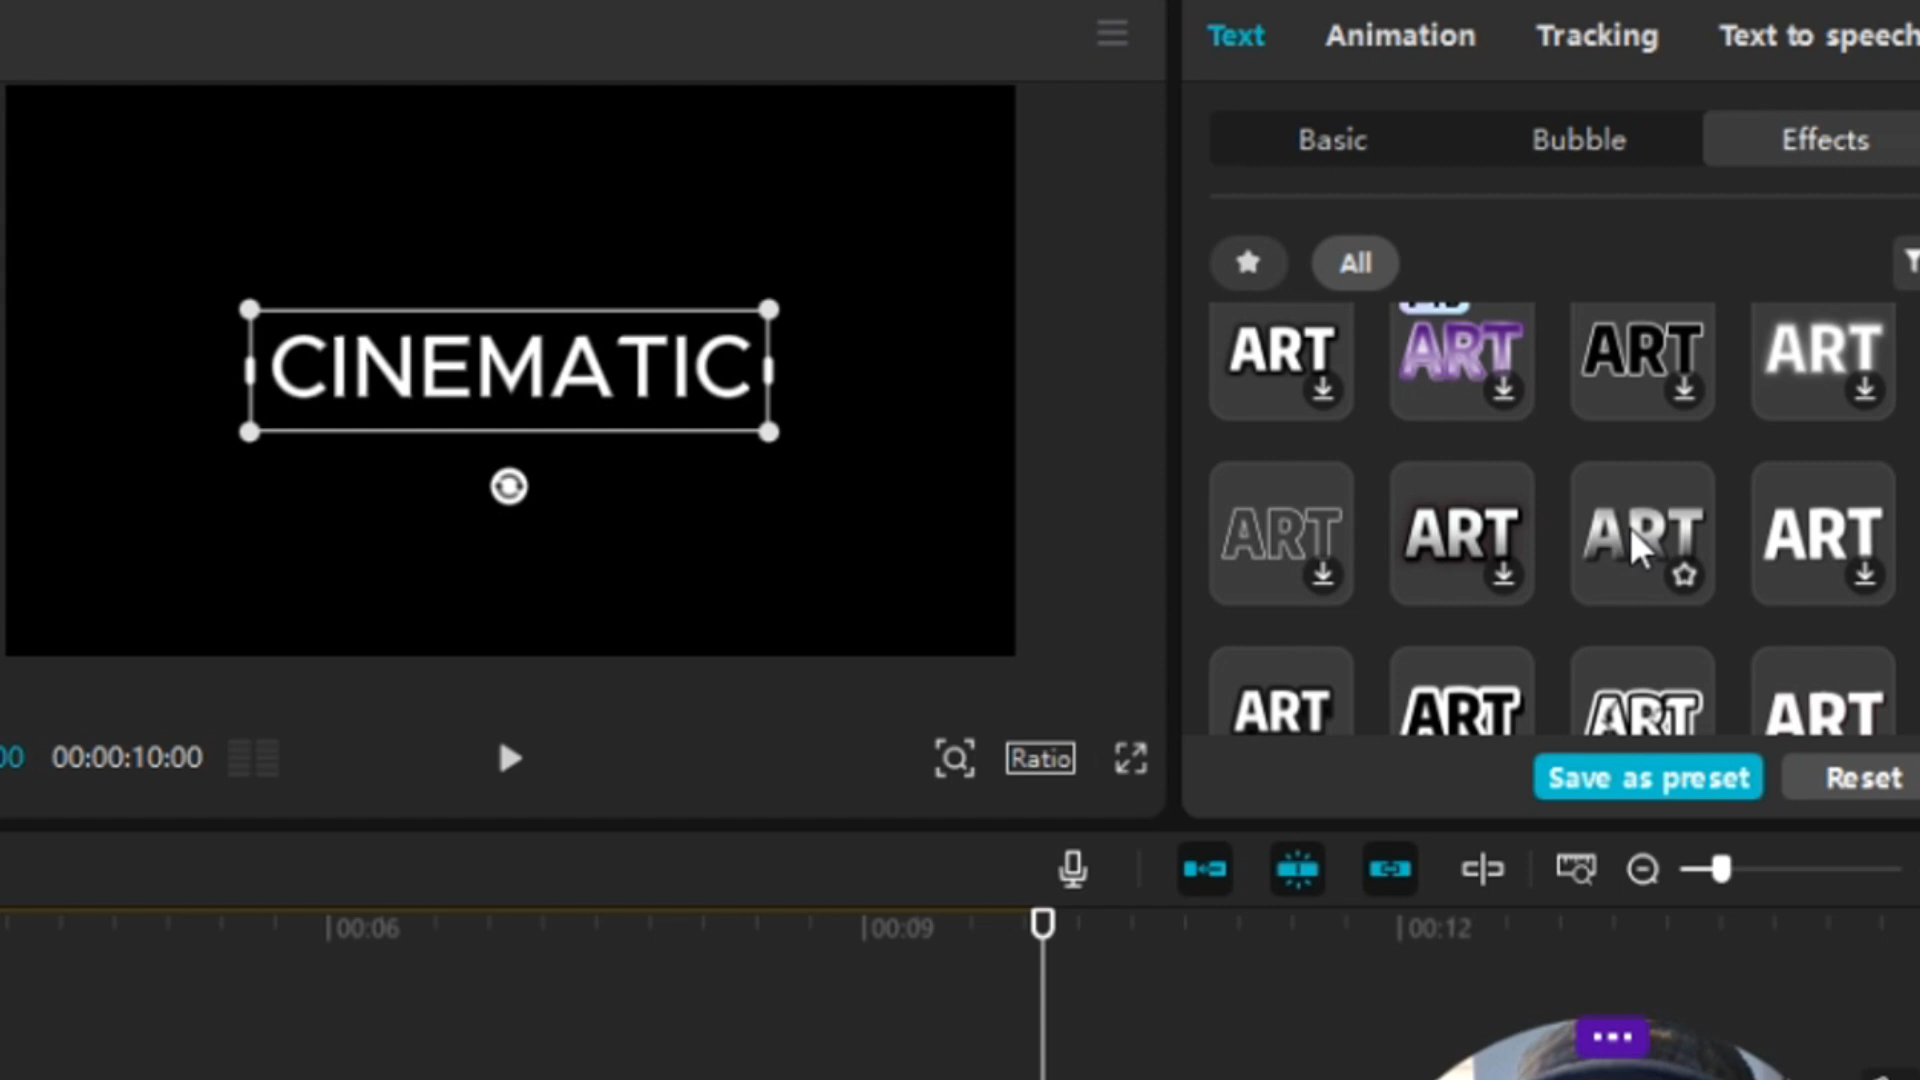 Text Animation Tracking Text to speech
Basic Bubble Effects
All
ART ART ART ART
CINEMATIC
ART ART ART ART
ART ART ART ART
00 00:00:10:00 Ratio
Save as preset Reset
00:06 00:09 00:12